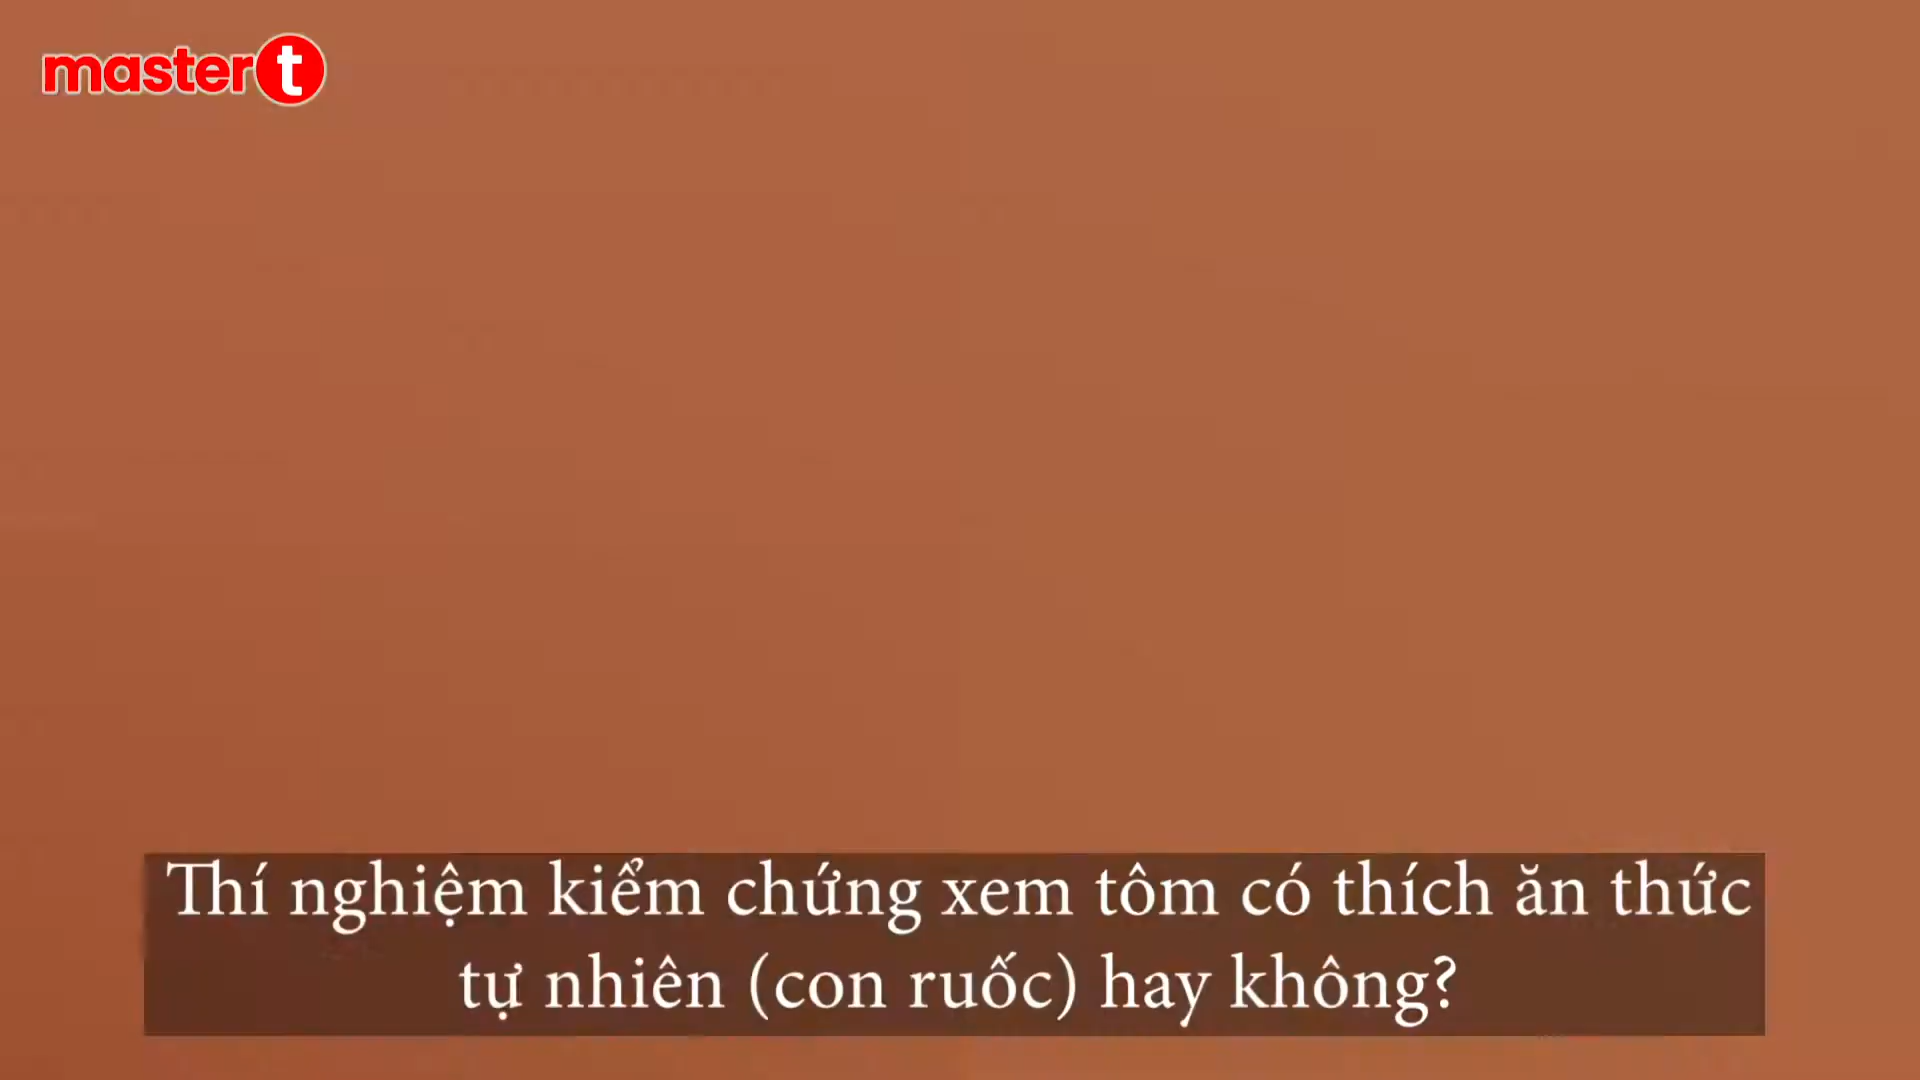 mastert
Thí nghiệm kiểm chứng xem tôm có thích ăn thức
tự nhiên (con ruốc) hay không?